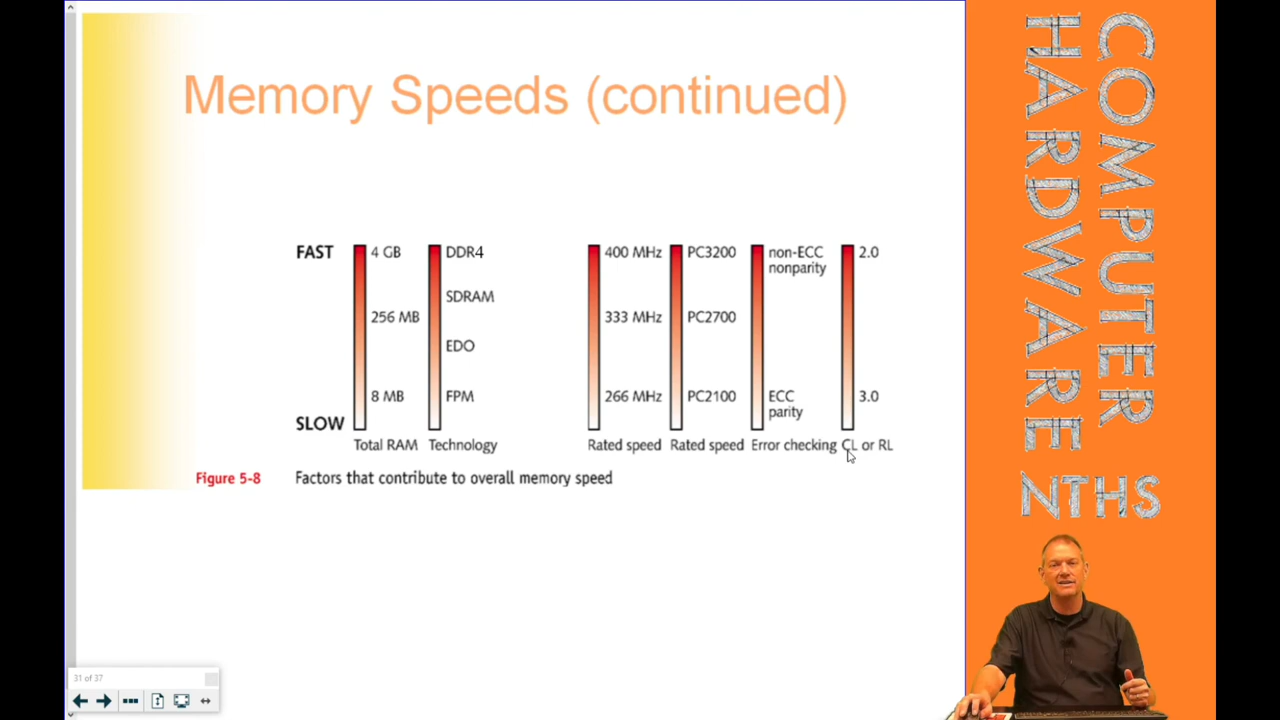 Memory Speeds (continued)
FAST
4 GB
256 MB
8 MB
SLOW
Total RAM
DDR4
SDRAM
EDO
FPM
Technology
400 MHz
333 MHz
266 MHz
Rated speed
PC3200
PC2700
PC2100
Rated speed
non-ECC
nonparity
ECC
parity
Error checking
2.0
3.0
CL or RL
Figure 5-8 Factors that contribute to overall memory speed
31 of 37
COMPUTER
HARDWARE
NTHS